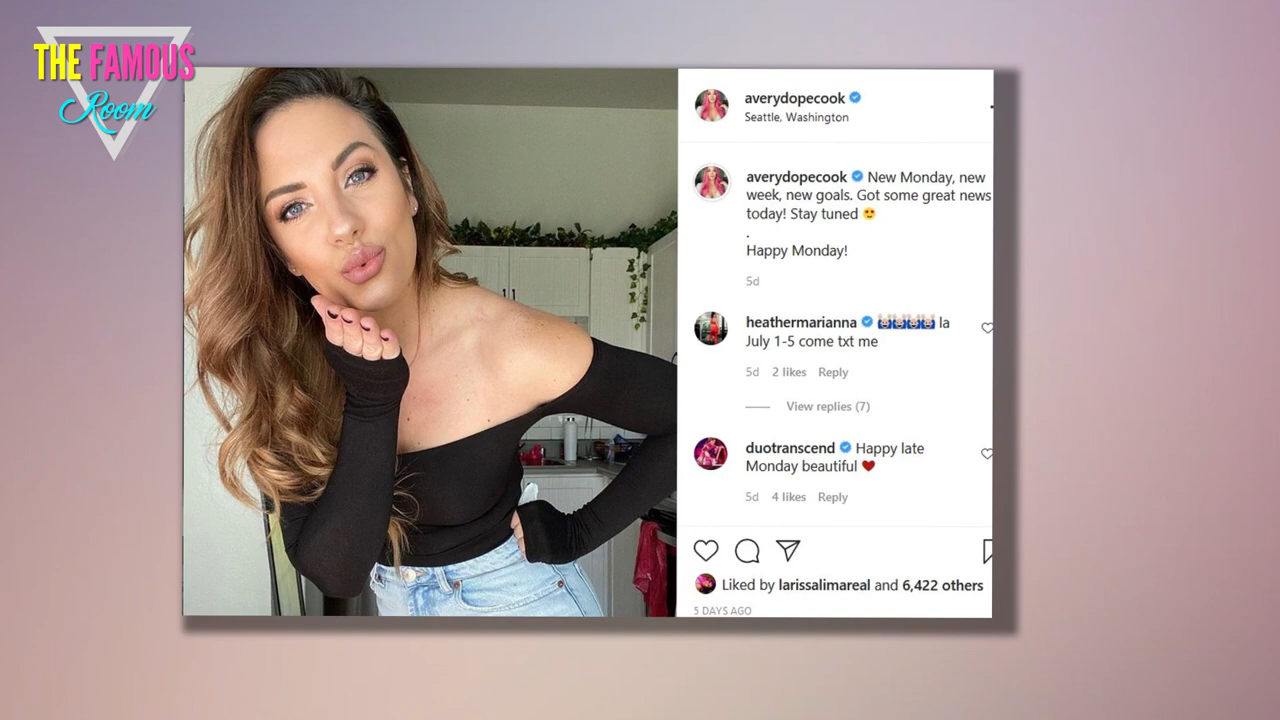 THE FAMOUS
Room
averydopecook
Seattle, Washington
averydopecook New Monday, new
week, new goals. Got some great news
today! Stay tuned 😍
.
Happy Monday!
5d
heathermarianna 🙌🏻🙌🏻🙌🏻🙌🏻 la
July 1-5 come txt me
5d 2 likes Reply
View replies (7)
duotranscend Happy late
Monday beautiful ❤️
5d 4 likes Reply
Liked by larissalimareal and 6,422 others
5 DAYS AGO